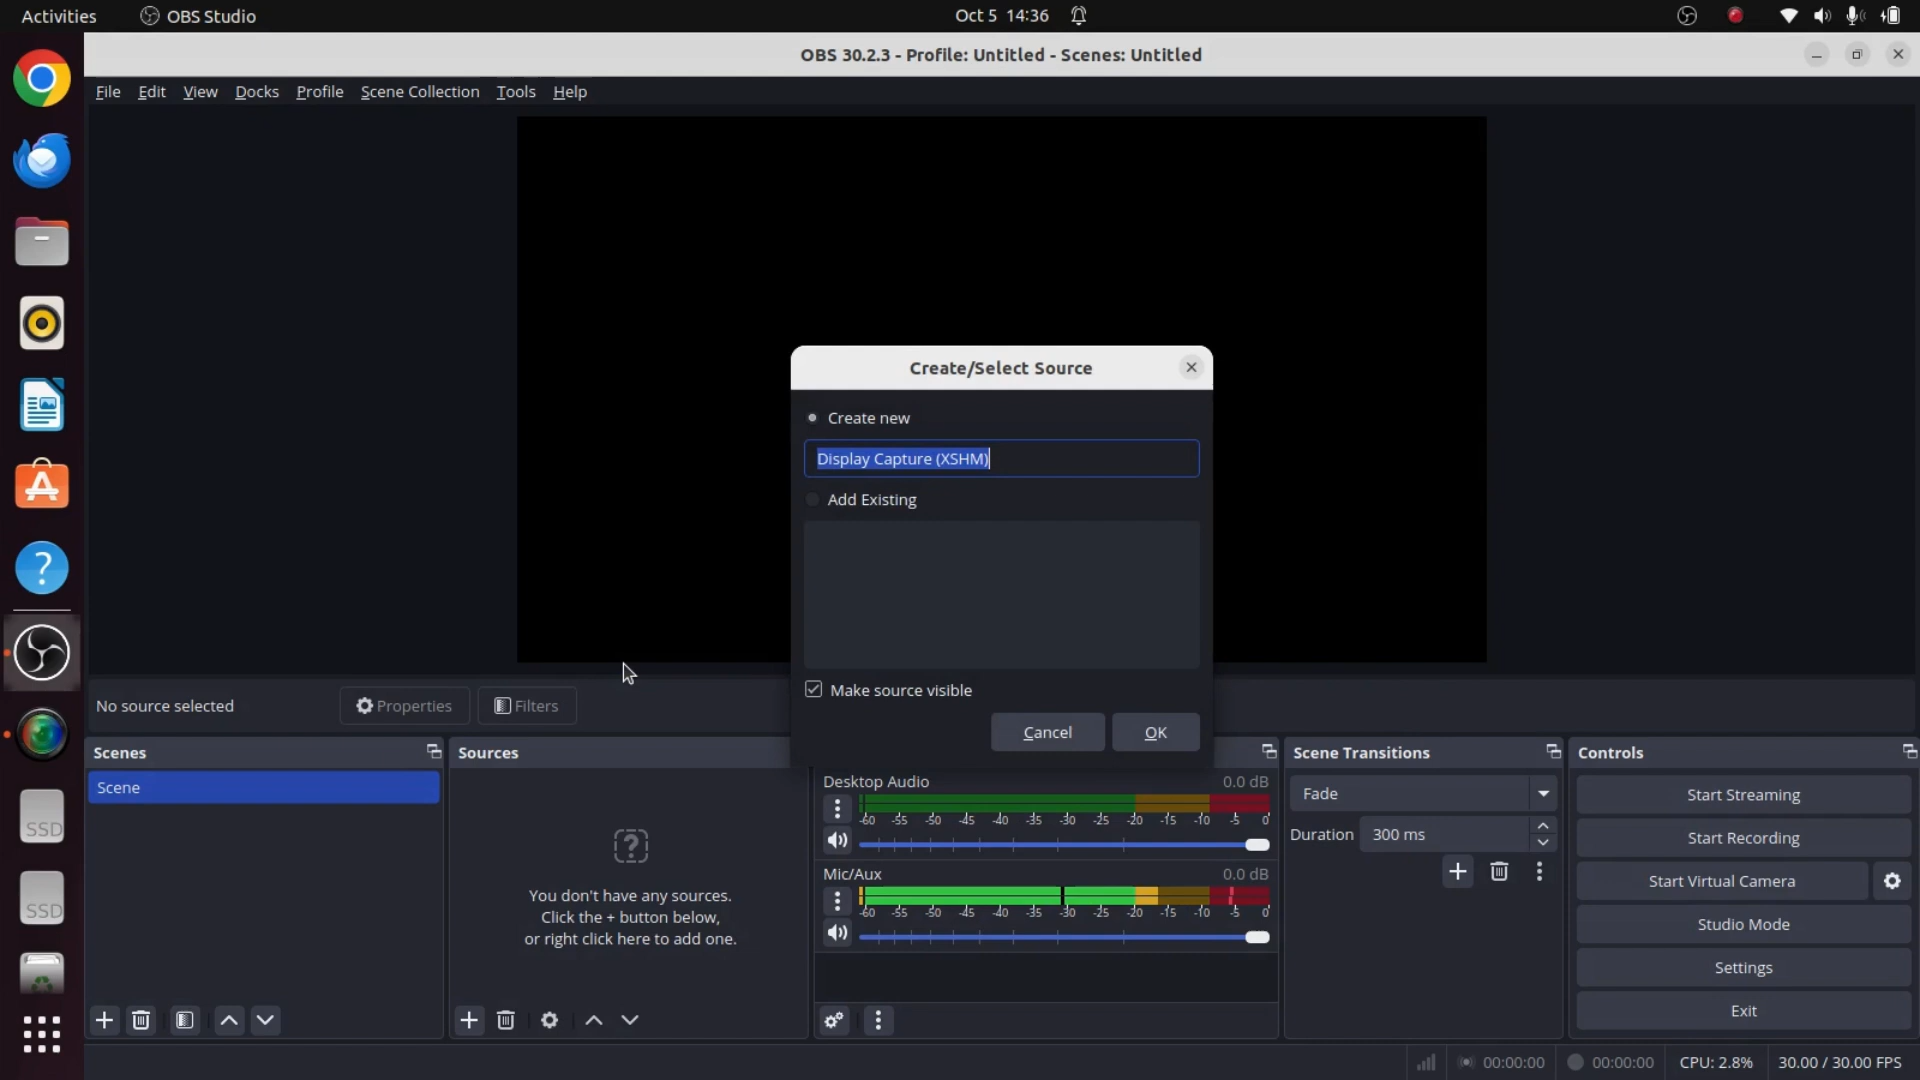 Activities OBS Studio Oct 5 14:36
OBS 30.2.3 - Profile: Untitled - Scenes: Untitled
File Edit View Docks Profile Scene Collection Tools Help
Create/Select Source
Create new
Display Capture (XSHM)
Add Existing
Make source visible
Cancel OK
No source selected Properties Filters
Scenes
Scene
Sources
You don't have any sources.
Click the + button below,
or right click here to add one.
Desktop Audio 0.0 dB
-60 -55 -50 -45 -40 -35 -30 -25 -20 -15 -10 -5 0
Mic/Aux 0.0 dB
-60 -55 -50 -45 -40 -35 -30 -25 -20 -15 -10 -5 0
Scene Transitions
Fade
Duration 300 ms
Controls
Start Streaming
Start Recording
Start Virtual Camera
Studio Mode
Settings
Exit
SSD
SSD
00:00:00 00:00:00 CPU: 2.8% 30.00 / 30.00 FPS